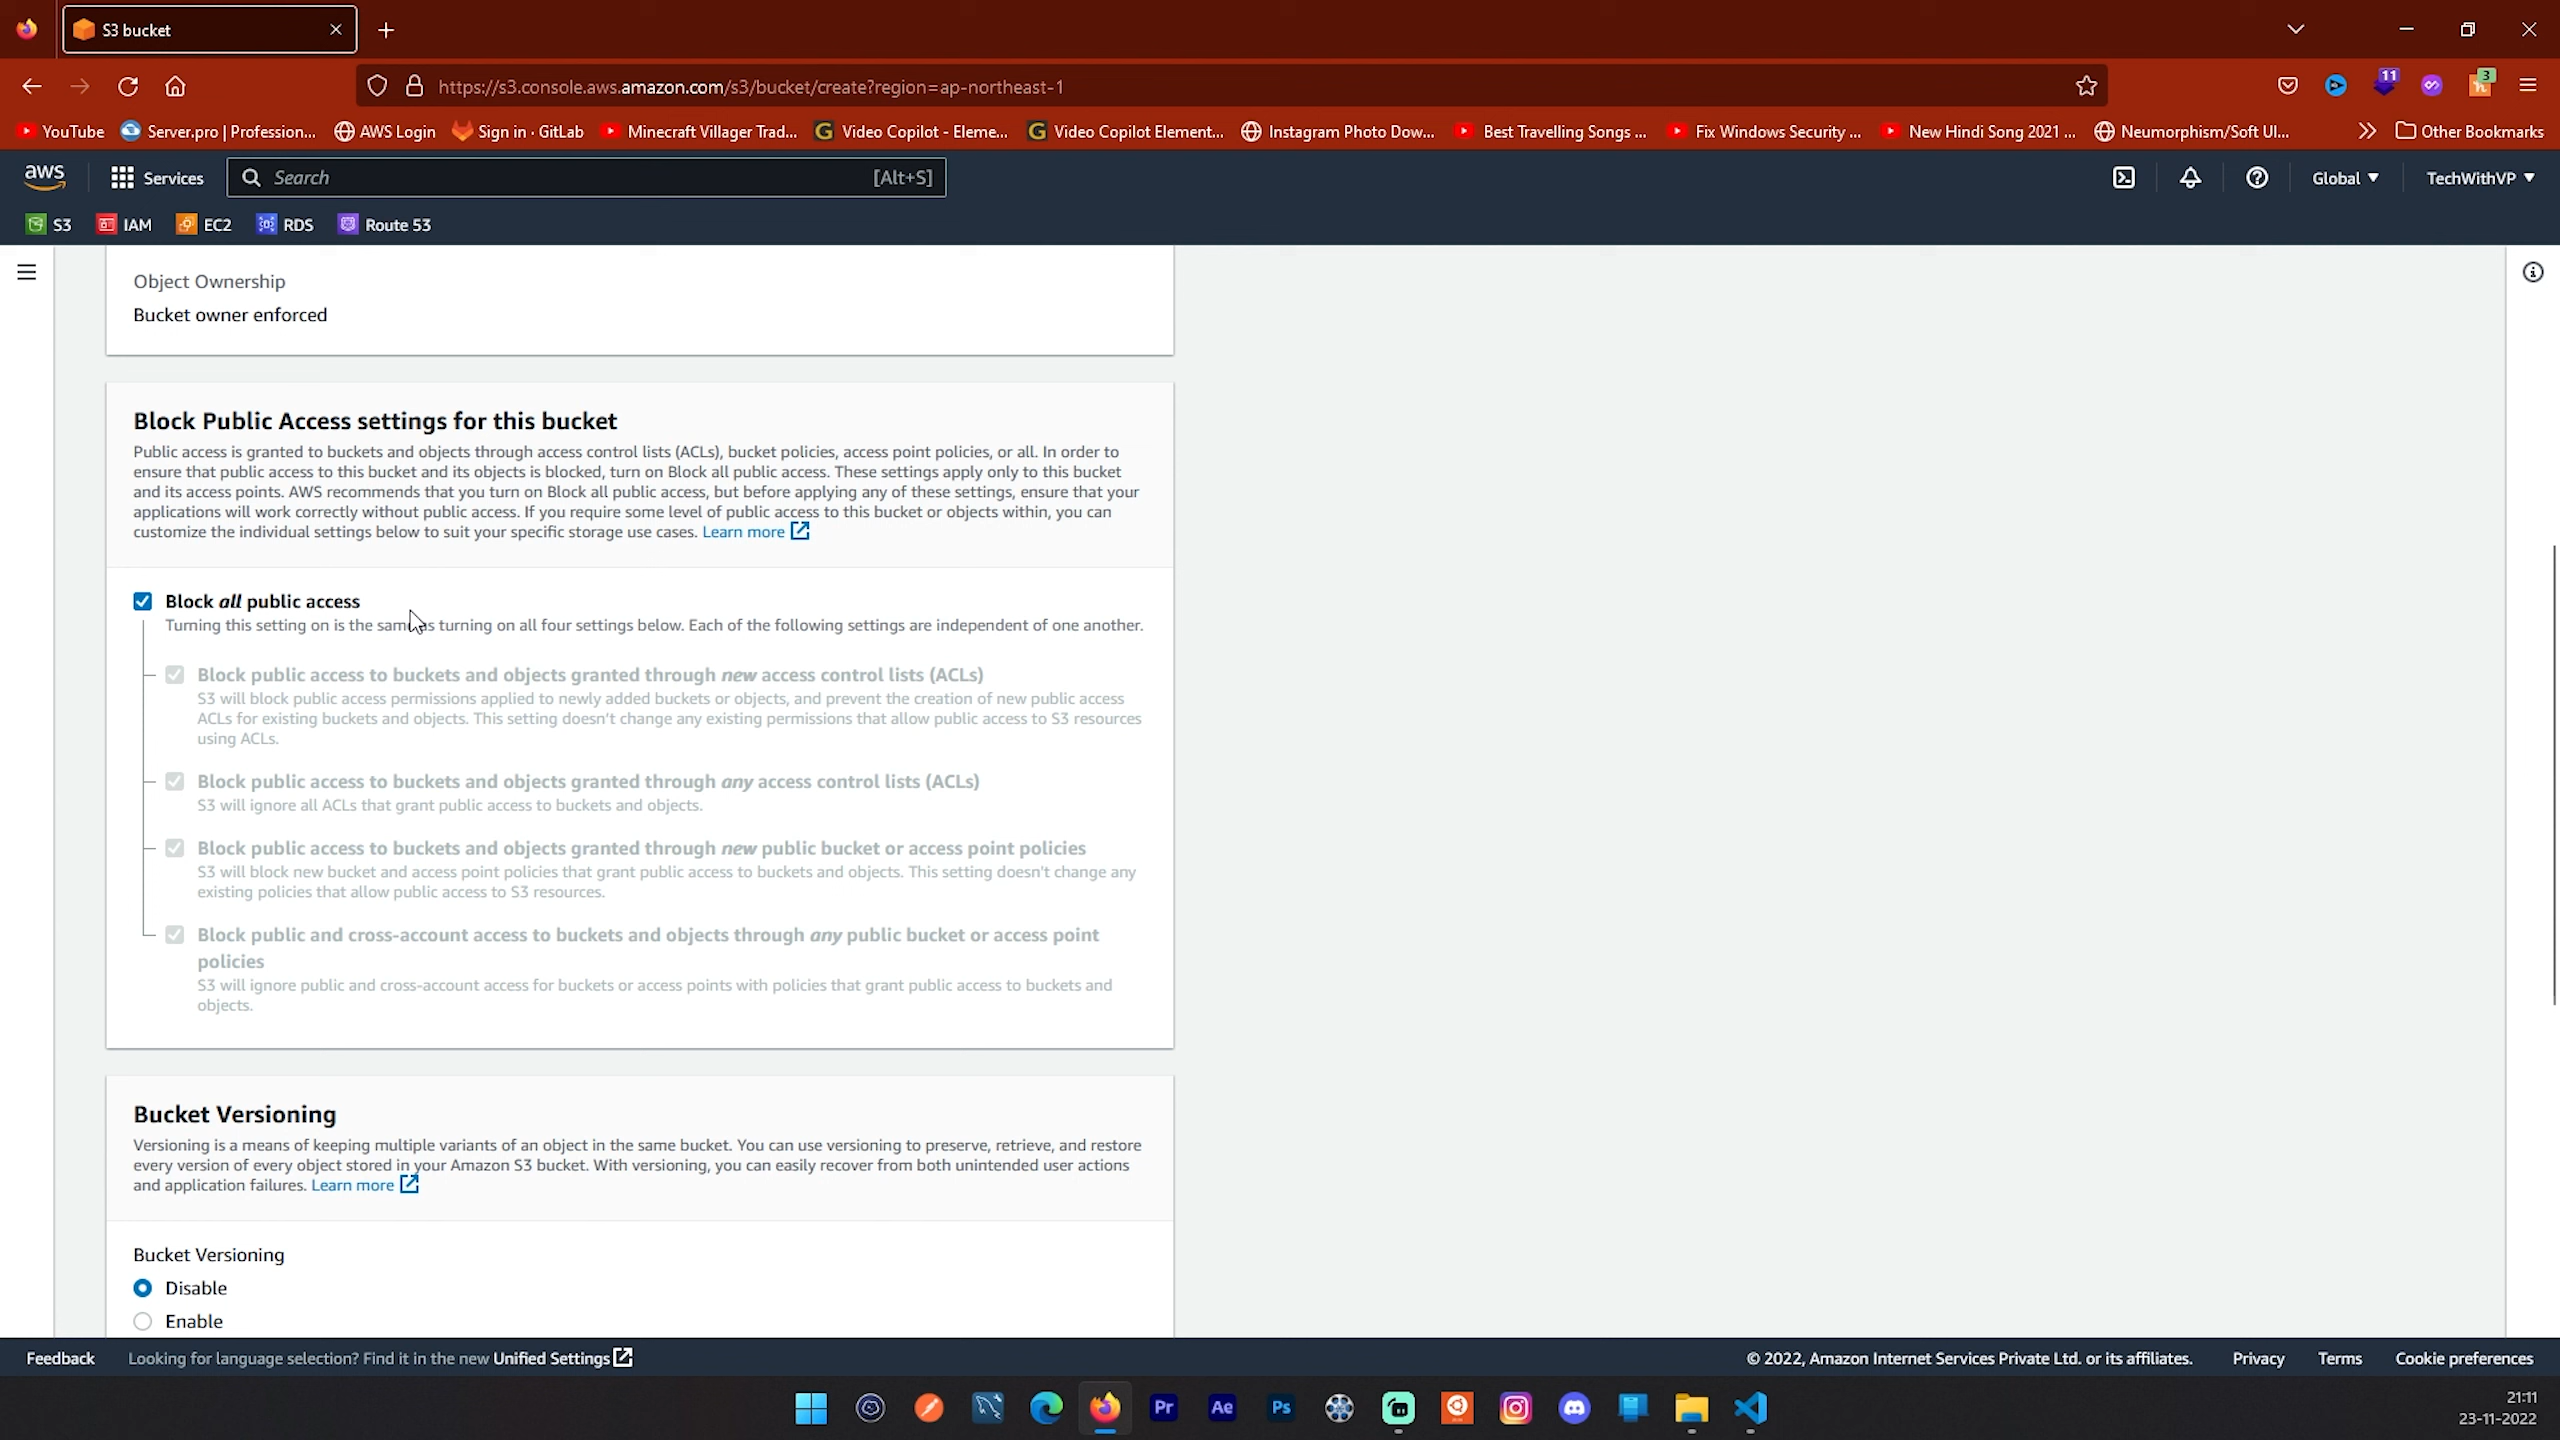 S3 bucket
https://s3.console.aws.amazon.com/s3/bucket/create?region=ap-northeast-1
11
3
YouTube
Server.pro | Profession...
AWS Login
Sign in · GitLab
Minecraft Villager Trad...
Video Copilot - Eleme...
Video Copilot Element...
Instagram Photo Dow...
Best Travelling Songs ...
Fix Windows Security ...
New Hindi Song 2021 ...
Neumorphism/Soft UI...
Other Bookmarks
aws
Services
Search
[Alt+S]
Global
TechWithVP
S3
IAM
EC2
RDS
Route 53
Object Ownership
Bucket owner enforced
Block Public Access settings for this bucket
Public access is granted to buckets and objects through access control lists (ACLs), bucket policies, access point policies, or all. In order to
ensure that public access to this bucket and its objects is blocked, turn on Block all public access. These settings apply only to this bucket
and its access points. AWS recommends that you turn on Block all public access, but before applying any of these settings, ensure that your
applications will work correctly without public access. If you require some level of public access to this bucket or objects within, you can
customize the individual settings below to suit your specific storage use cases. Learn more
Block all public access
Turning this setting on is the same as turning on all four settings below. Each of the following settings are independent of one another.
Block public access to buckets and objects granted through new access control lists (ACLs)
S3 will block public access permissions applied to newly added buckets or objects, and prevent the creation of new public access
ACLs for existing buckets and objects. This setting doesn't change any existing permissions that allow public access to S3 resources
using ACLs.
Block public access to buckets and objects granted through any access control lists (ACLs)
S3 will ignore all ACLs that grant public access to buckets and objects.
Block public access to buckets and objects granted through new public bucket or access point policies
S3 will block new bucket and access point policies that grant public access to buckets and objects. This setting doesn't change any
existing policies that allow public access to S3 resources.
Block public and cross-account access to buckets and objects through any public bucket or access point
policies
S3 will ignore public and cross-account access for buckets or access points with policies that grant public access to buckets and
objects.
Bucket Versioning
Versioning is a means of keeping multiple variants of an object in the same bucket. You can use versioning to preserve, retrieve, and restore
every version of every object stored in your Amazon S3 bucket. With versioning, you can easily recover from both unintended user actions
and application failures. Learn more
Bucket Versioning
Disable
Enable
Feedback
Looking for language selection? Find it in the new Unified Settings
© 2022, Amazon Internet Services Private Ltd. or its affiliates.
Privacy
Terms
Cookie preferences
Pr
Ae
Ps
21:11
23-11-2022